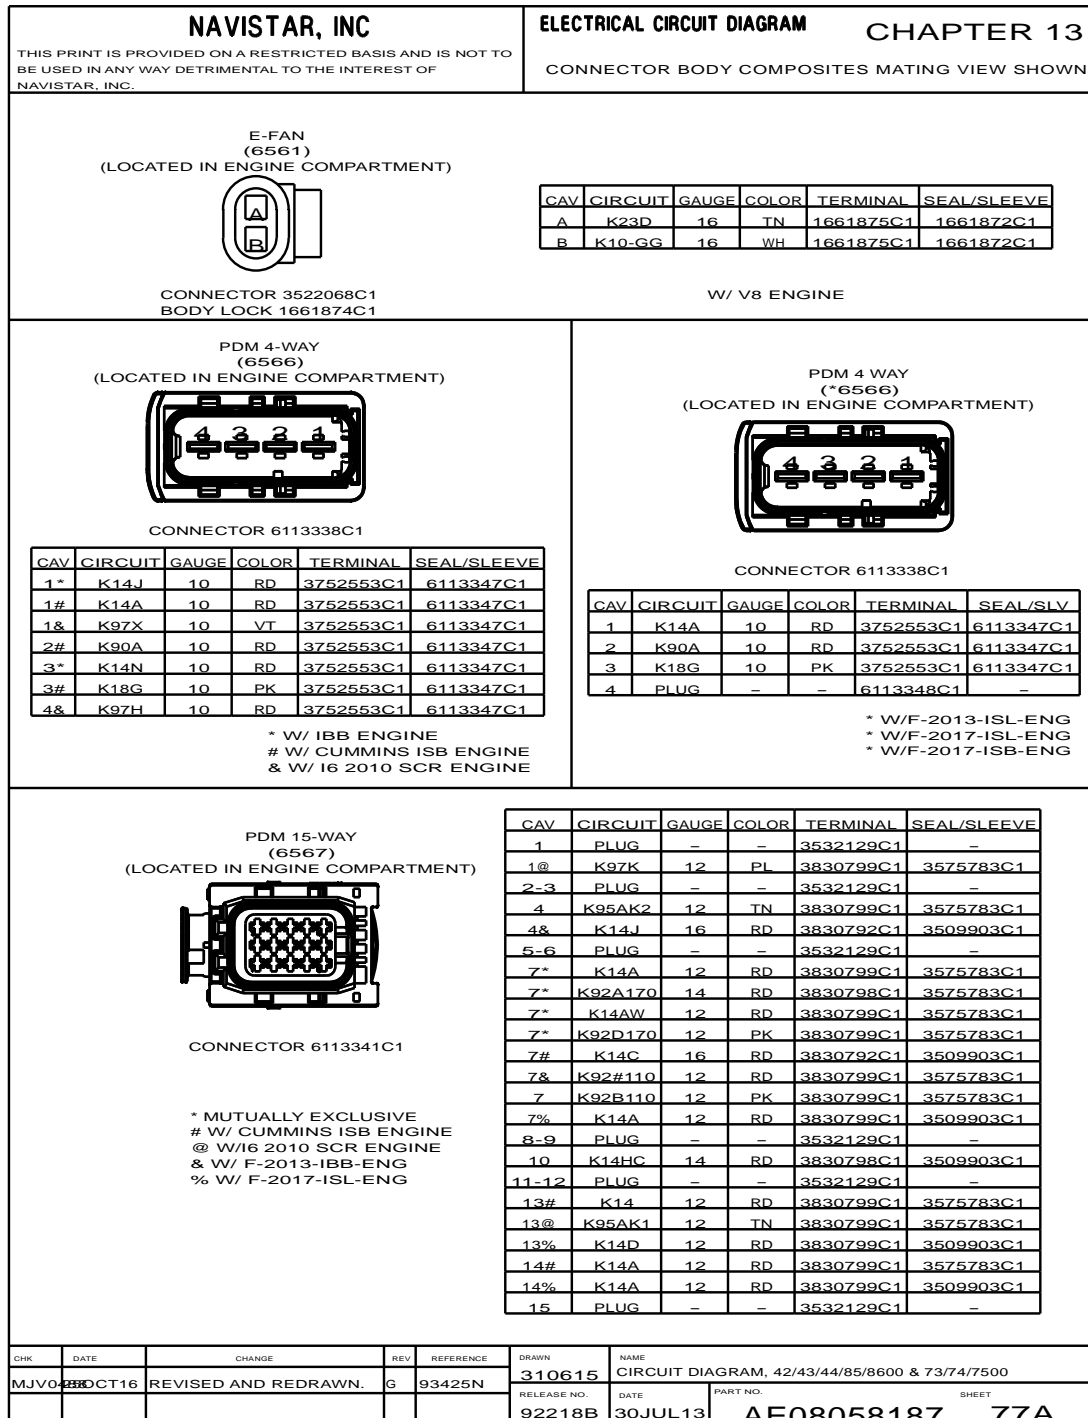 NAVISTAR, INC
THIS PRINT IS PROVIDED ON A RESTRICTED BASIS AND IS NOT TO
BE USED IN ANY WAY DETRIMENTAL TO THE INTEREST OF
NAVISTAR, INC.
ELECTRICAL CIRCUIT DIAGRAM CHAPTER 13
CONNECTOR BODY COMPOSITES MATING VIEW SHOWN
E-FAN
(6561)
(LOCATED IN ENGINE COMPARTMENT)
A
B
CONNECTOR 3522068C1
BODY LOCK 1661874C1
CAV CIRCUIT GAUGE COLOR TERMINAL SEAL/SLEEVE
A K23D 16 TN 1661875C1 1661872C1
B K10-GG 16 WH 1661875C1 1661872C1
W/ V8 ENGINE
PDM 4-WAY
(6566)
(LOCATED IN ENGINE COMPARTMENT)
4 3 2 1
CONNECTOR 6113338C1
CAV CIRCUIT GAUGE COLOR TERMINAL SEAL/SLEEVE
1* K14J 10 RD 3752553C1 6113347C1
1# K14A 10 RD 3752553C1 6113347C1
1& K97X 10 VT 3752553C1 6113347C1
2# K90A 10 RD 3752553C1 6113347C1
3* K14N 10 RD 3752553C1 6113347C1
3# K18G 10 PK 3752553C1 6113347C1
4& K97H 10 RD 3752553C1 6113347C1
* W/ IBB ENGINE
# W/ CUMMINS ISB ENGINE
& W/ I6 2010 SCR ENGINE
PDM 4 WAY
(*6566)
(LOCATED IN ENGINE COMPARTMENT)
4 3 2 1
CONNECTOR 6113338C1
CAV CIRCUIT GAUGE COLOR TERMINAL SEAL/SLV
1 K14A 10 RD 3752553C1 6113347C1
2 K90A 10 RD 3752553C1 6113347C1
3 K18G 10 PK 3752553C1 6113347C1
4 PLUG – – 6113348C1 –
* W/F-2013-ISL-ENG
* W/F-2017-ISL-ENG
* W/F-2017-ISB-ENG
PDM 15-WAY
(6567)
(LOCATED IN ENGINE COMPARTMENT)
CONNECTOR 6113341C1
* MUTUALLY EXCLUSIVE
# W/ CUMMINS ISB ENGINE
@ W/I6 2010 SCR ENGINE
& W/ F-2013-IBB-ENG
% W/ F-2017-ISL-ENG
CAV CIRCUIT GAUGE COLOR TERMINAL SEAL/SLEEVE
1 PLUG – – 3532129C1 –
1@ K97K 12 PL 3830799C1 3575783C1
2-3 PLUG – – 3532129C1 –
4 K95AK2 12 TN 3830799C1 3575783C1
4& K14J 16 RD 3830792C1 3509903C1
5-6 PLUG – – 3532129C1 –
7* K14A 12 RD 3830799C1 3575783C1
7* K92A170 14 RD 3830798C1 3575783C1
7* K14AW 12 RD 3830799C1 3575783C1
7* K92D170 12 PK 3830799C1 3575783C1
7# K14C 16 RD 3830792C1 3509903C1
7& K92#110 12 RD 3830799C1 3575783C1
7 K92B110 12 PK 3830799C1 3575783C1
7% K14A 12 RD 3830799C1 3509903C1
8-9 PLUG – – 3532129C1 –
10 K14HC 14 RD 3830798C1 3509903C1
11-12 PLUG – – 3532129C1 –
13# K14 12 RD 3830799C1 3575783C1
13@ K95AK1 12 TN 3830799C1 3575783C1
13% K14D 12 RD 3830799C1 3509903C1
14# K14A 12 RD 3830799C1 3575783C1
14% K14A 12 RD 3830799C1 3509903C1
15 PLUG – – 3532129C1 –
CHK DATE CHANGE REV REFERENCE
REVISED AND REDRAWN. G 93425N
DRAWN NAME
310615 CIRCUIT DIAGRAM, 42/43/44/85/8600 & 73/74/7500
RELEASE NO. DATE PART NO. SHEET
92218B 30JUL13 AE08058187 77A